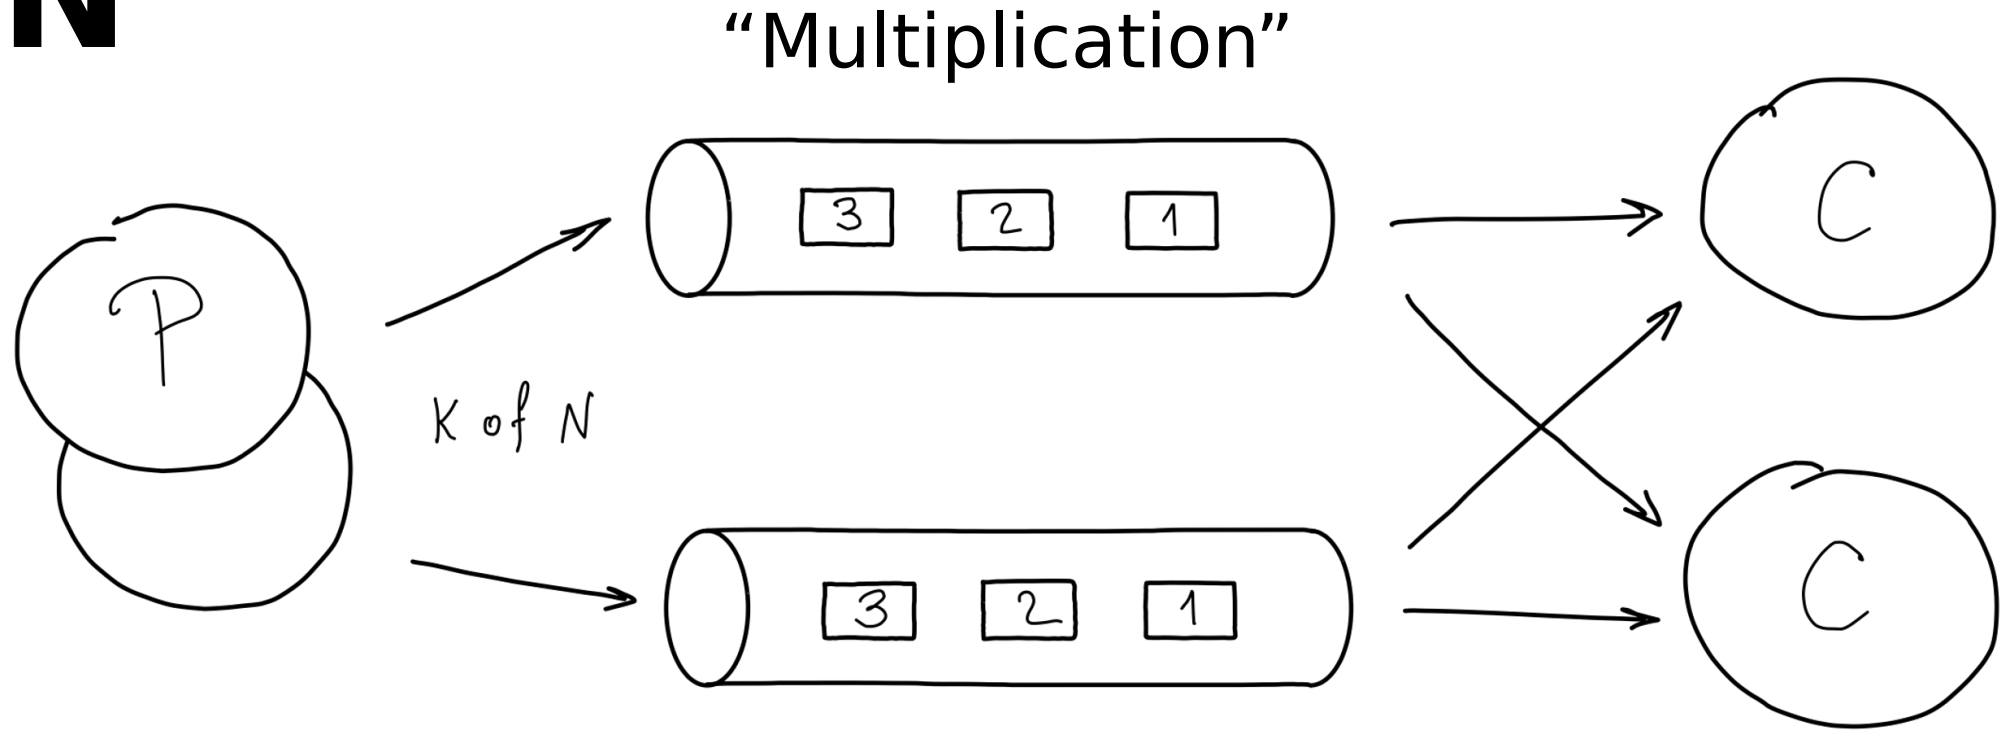 N
“Multiplication”
3 2 1
C
P
K of N
3 2 1
C